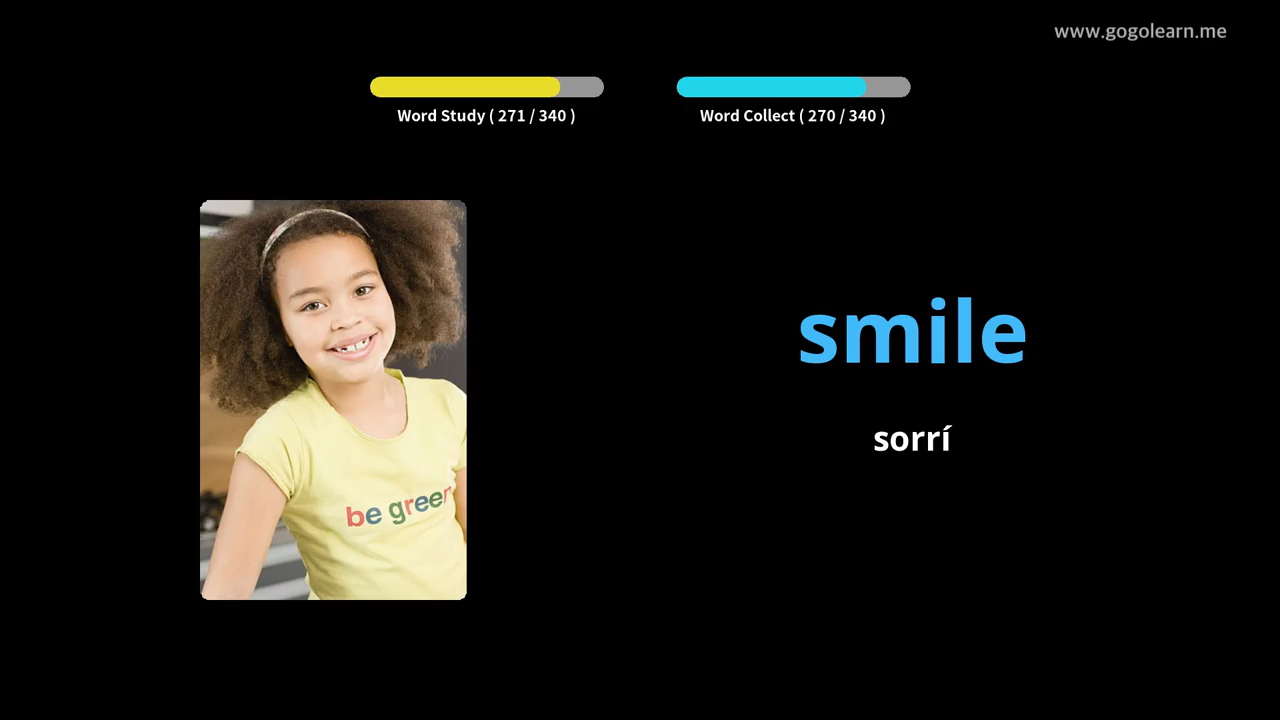 www.gogolearn.me
Word Study ( 271 / 340 )
Word Collect ( 270 / 340 )
smile
sorrí
be green